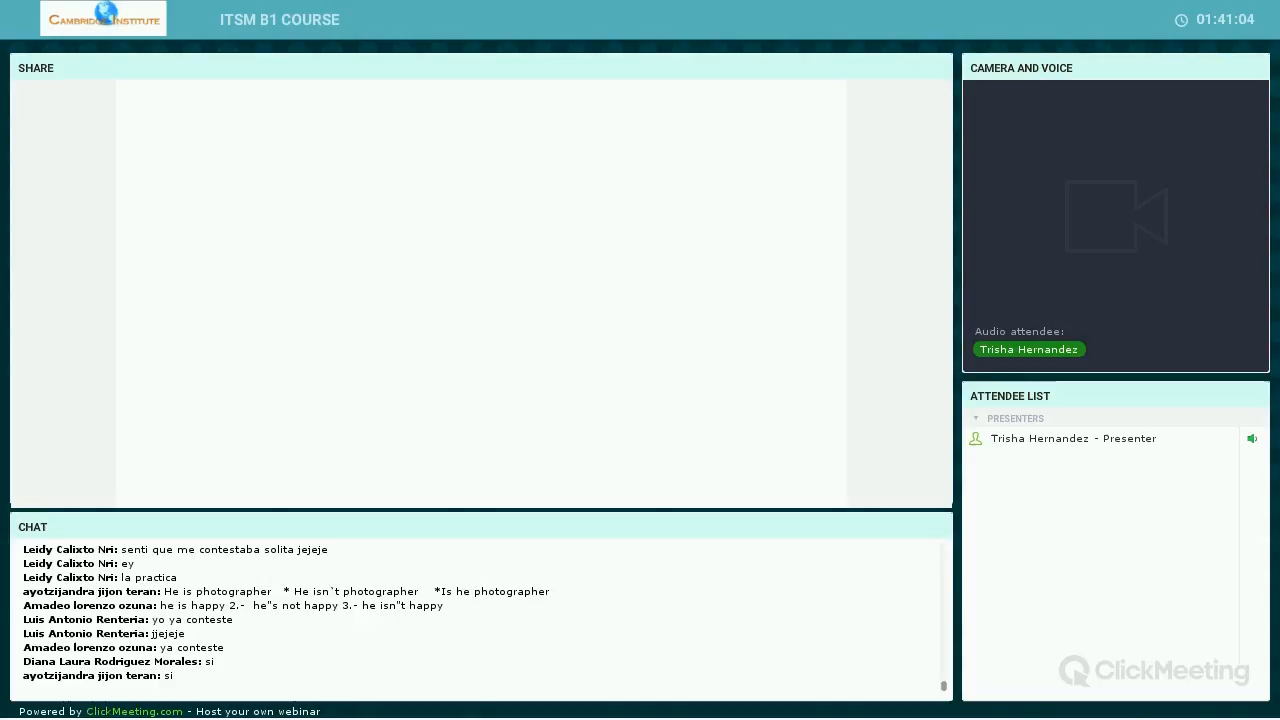 CAMBRIDGE INSTITUTE
ITSM B1 COURSE
01:41:04
SHARE
CAMERA AND VOICE
Audio attendee:
Trisha Hernandez
ATTENDEE LIST
PRESENTERS
Trisha Hernandez - Presenter
CHAT
Leidy Calixto Nri: senti que me contestaba solita jejeje
Leidy Calixto Nri: ey
Leidy Calixto Nri: la practica
ayotzijandra jijon teran: He is photographer * He isn`t photographer *Is he photographer
Amadeo lorenzo ozuna: he is happy 2.- he"s not happy 3.- he isn"t happy
Luis Antonio Renteria: yo ya conteste
Luis Antonio Renteria: jjejeje
Amadeo lorenzo ozuna: ya conteste
Diana Laura Rodriguez Morales: si
ayotzijandra jijon teran: si
ClickMeeting
Powered by ClickMeeting.com - Host your own webinar